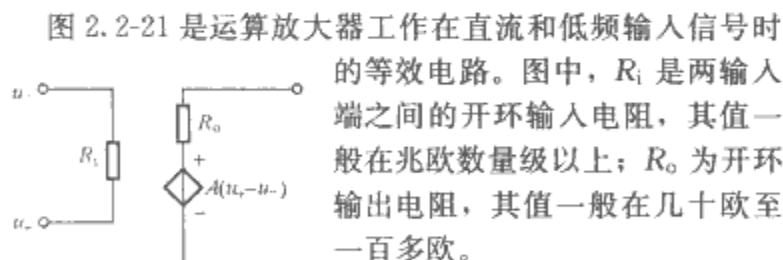 图 2.2-21 是运算放大器工作在直流和低频输入信号时
的等效电路。图中，Rᵢ 是两输入
端之间的开环输入电阻，其值一
般在兆欧数量级以上；Rₒ 为开环
输出电阻，其值一般在几十欧至
一百多欧。
u₋
Rᵢ
u₊
Rₒ
+
A(u₊−u₋)
−